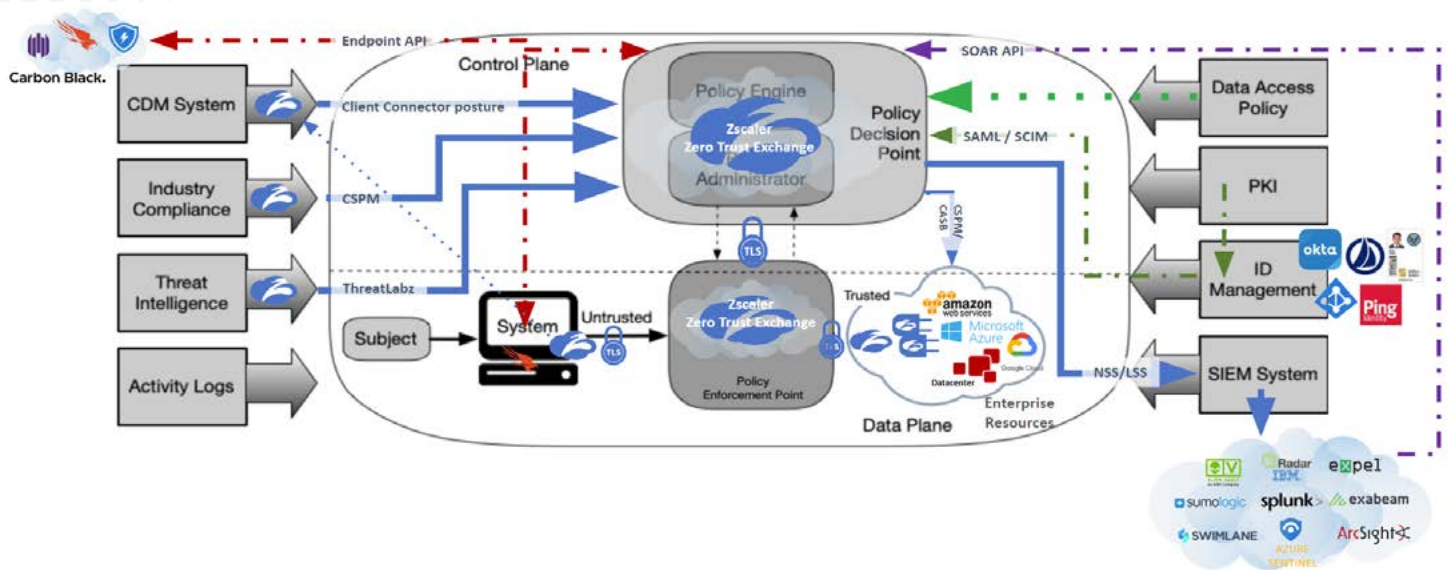 Carbon Black.
Endpoint API
Control Plane
SOAR API
CDM System
Client Connector posture
Policy Engine
Zscaler
Zero Trust Exchange
Administrator
Policy
Decision
Point
SAML / SCIM
Data Access
Policy
Industry
Compliance
CSPM
PKI
CSPM/
CASB
TLS
okta
Threat
Intelligence
ThreatLabz
ID
Management
Ping
Identity
Subject
System
Untrusted
TLS
Zscaler
Zero Trust Exchange
Policy
Enforcement Point
TLS
Trusted
amazon
web services
Microsoft
Azure
Google Cloud
Datacenter
Enterprise
Resources
Data Plane
Activity Logs
NSS/LSS
SIEM System
Radar
IBM
expel
sumologic
splunk>
exabeam
SWIMLANE
AZURE
SENTINEL
ArcSight